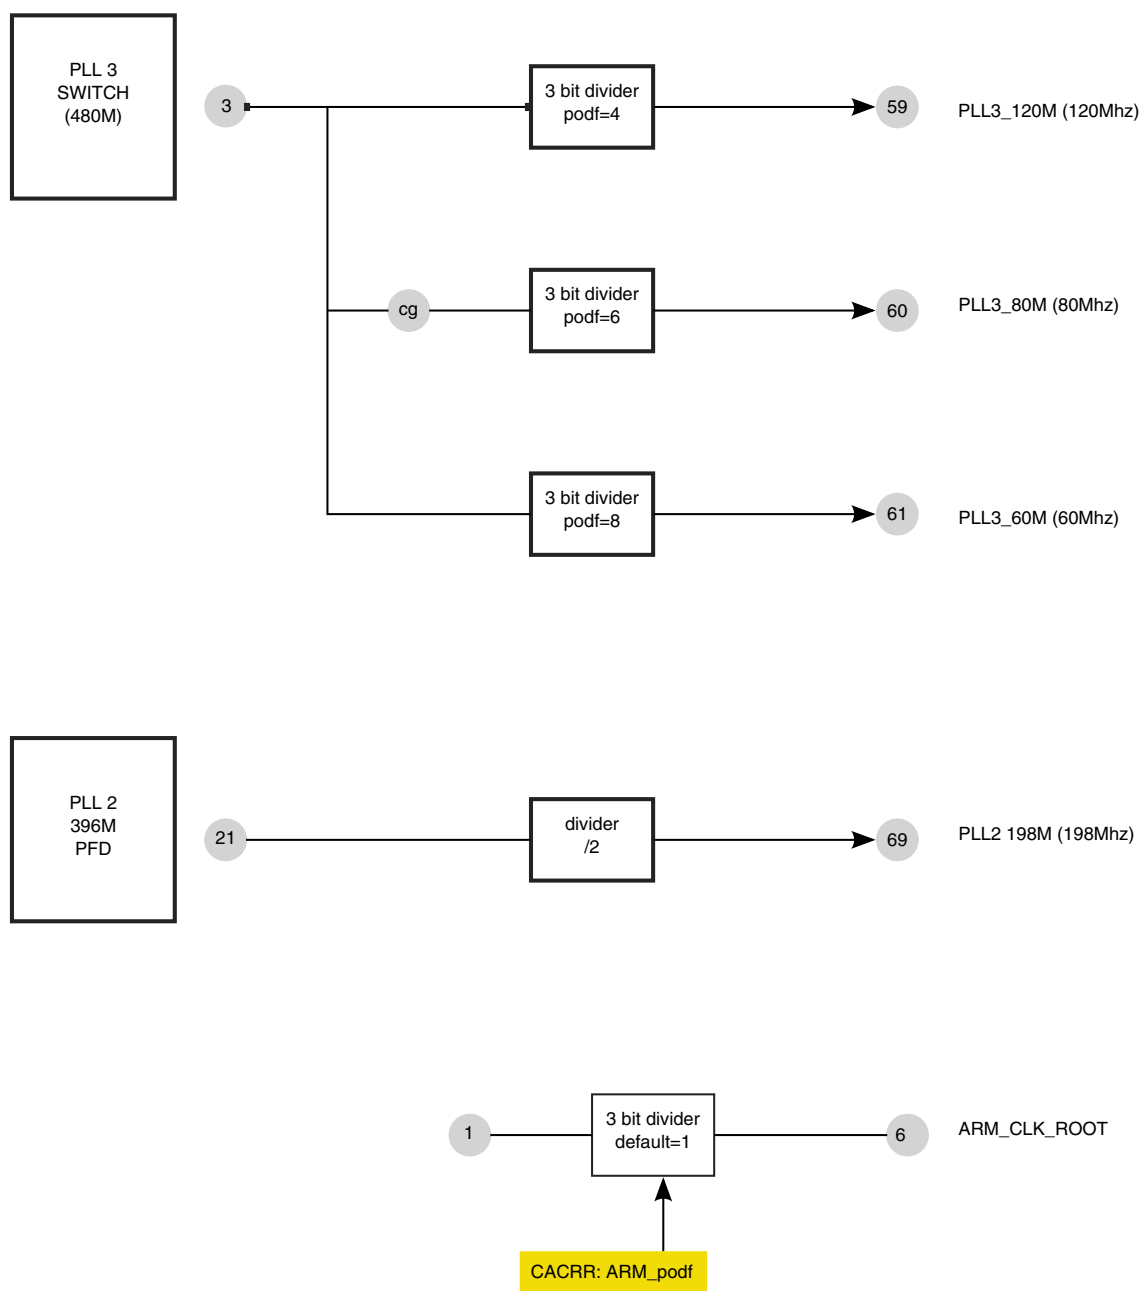 PLL 3
SWITCH
(480M)
3
3 bit divider
podf=4
59
PLL3_120M (120Mhz)
cg
3 bit divider
podf=6
60
PLL3_80M (80Mhz)
3 bit divider
podf=8
61
PLL3_60M (60Mhz)
PLL 2
396M
PFD
21
divider
/2
69
PLL2 198M (198Mhz)
1
3 bit divider
default=1
6
ARM_CLK_ROOT
CACRR: ARM_podf